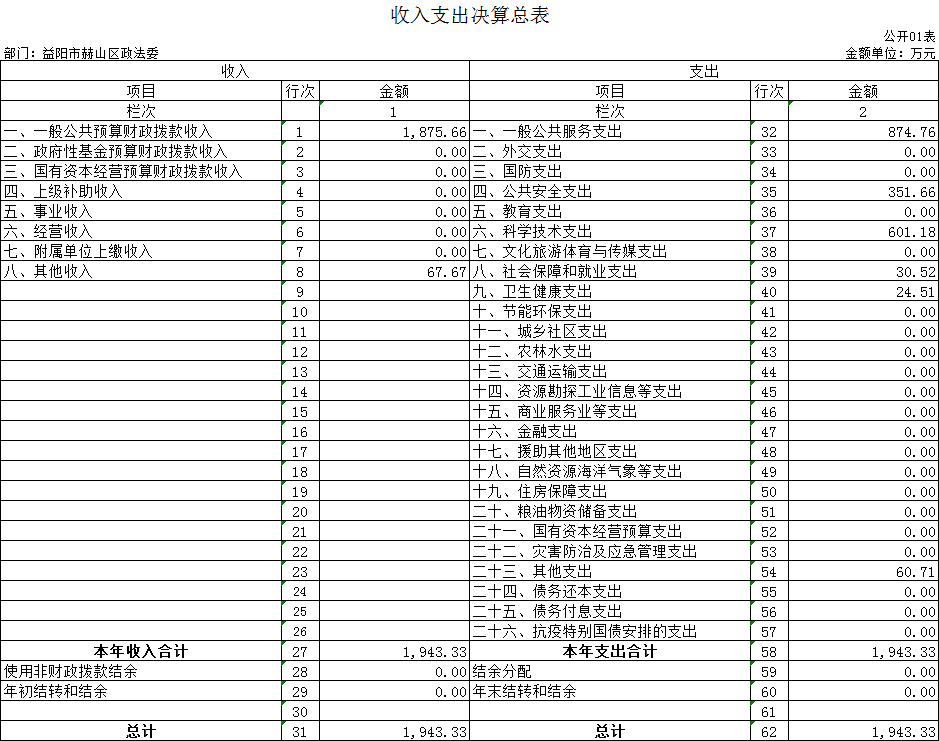 收入支出决算总表
公开01表
部门：益阳市赫山区政法委 金额单位：万元
收入 支出
项目 行次 金额 项目 行次 金额
栏次 1 栏次 2
一、一般公共预算财政拨款收入 1 1,875.66 一、一般公共服务支出 32 874.76
二、政府性基金预算财政拨款收入 2 0.00 二、外交支出 33 0.00
三、国有资本经营预算财政拨款收入 3 0.00 三、国防支出 34 0.00
四、上级补助收入 4 0.00 四、公共安全支出 35 351.66
五、事业收入 5 0.00 五、教育支出 36 0.00
六、经营收入 6 0.00 六、科学技术支出 37 601.18
七、附属单位上缴收入 7 0.00 七、文化旅游体育与传媒支出 38 0.00
八、其他收入 8 67.67 八、社会保障和就业支出 39 30.52
9 九、卫生健康支出 40 24.51
10 十、节能环保支出 41 0.00
11 十一、城乡社区支出 42 0.00
12 十二、农林水支出 43 0.00
13 十三、交通运输支出 44 0.00
14 十四、资源勘探工业信息等支出 45 0.00
15 十五、商业服务业等支出 46 0.00
16 十六、金融支出 47 0.00
17 十七、援助其他地区支出 48 0.00
18 十八、自然资源海洋气象等支出 49 0.00
19 十九、住房保障支出 50 0.00
20 二十、粮油物资储备支出 51 0.00
21 二十一、国有资本经营预算支出 52 0.00
22 二十二、灾害防治及应急管理支出 53 0.00
23 二十三、其他支出 54 60.71
24 二十四、债务还本支出 55 0.00
25 二十五、债务付息支出 56 0.00
26 二十六、抗疫特别国债安排的支出 57 0.00
本年收入合计 27 1,943.33 本年支出合计 58 1,943.33
使用非财政拨款结余 28 0.00 结余分配 59 0.00
年初结转和结余 29 0.00 年末结转和结余 60 0.00
30 61
总计 31 1,943.33 总计 62 1,943.33